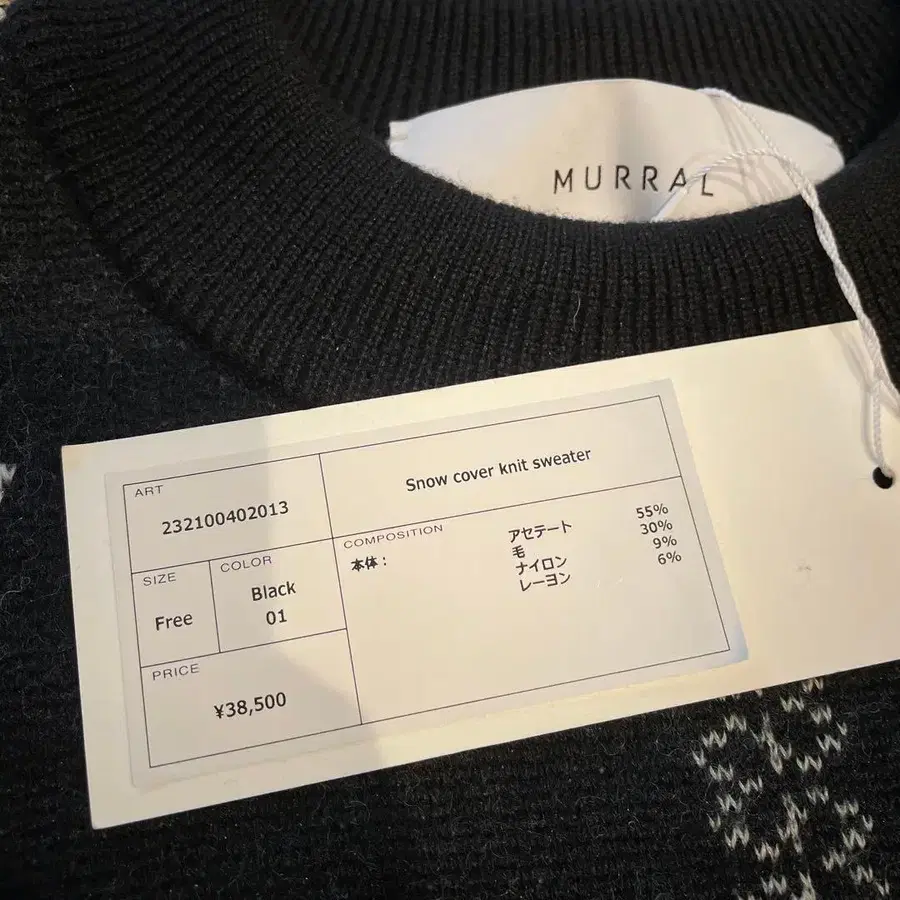 MURRAL
ART
232100402013
Snow cover knit sweater
SIZE
Free
COLOR
Black
01
COMPOSITION
本体:
アセテート 55%
毛 30%
ナイロン 9%
レーヨン 6%
PRICE
¥38,500